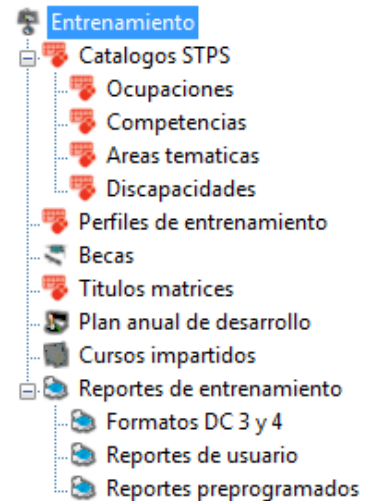 Entrenamiento
Catalogos STPS
Ocupaciones
Competencias
Areas tematicas
Discapacidades
Perfiles de entrenamiento
Becas
Titulos matrices
Plan anual de desarrollo
Cursos impartidos
Reportes de entrenamiento
Formatos DC 3 y 4
Reportes de usuario
Reportes preprogramados